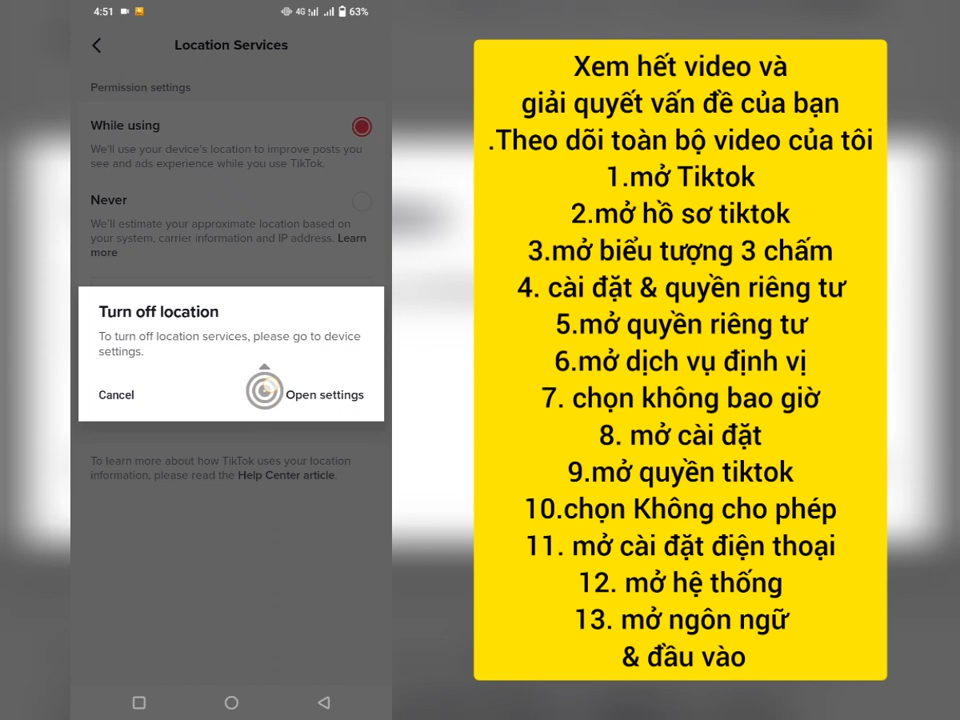 4:51
4G
63%
Location Services
Permission settings
While using
We'll use your device's location to improve posts you
see and ads experience while you use TikTok.
Never
We'll estimate your approximate location based on
your system, carrier information and IP address. Learn
more
Turn off location
To turn off location services, please go to device
settings.
Cancel
Open settings
To learn more about how TikTok uses your location
information, please read the Help Center article.
Xem hết video và
giải quyết vấn đề của bạn
.Theo dõi toàn bộ video của tôi
1.mở Tiktok
2.mở hồ sơ tiktok
3.mở biểu tượng 3 chấm
4. cài đặt & quyền riêng tư
5.mở quyền riêng tư
6.mở dịch vụ định vị
7. chọn không bao giờ
8. mở cài đặt
9.mở quyền tiktok
10.chọn Không cho phép
11. mở cài đặt điện thoại
12. mở hệ thống
13. mở ngôn ngữ
& đầu vào